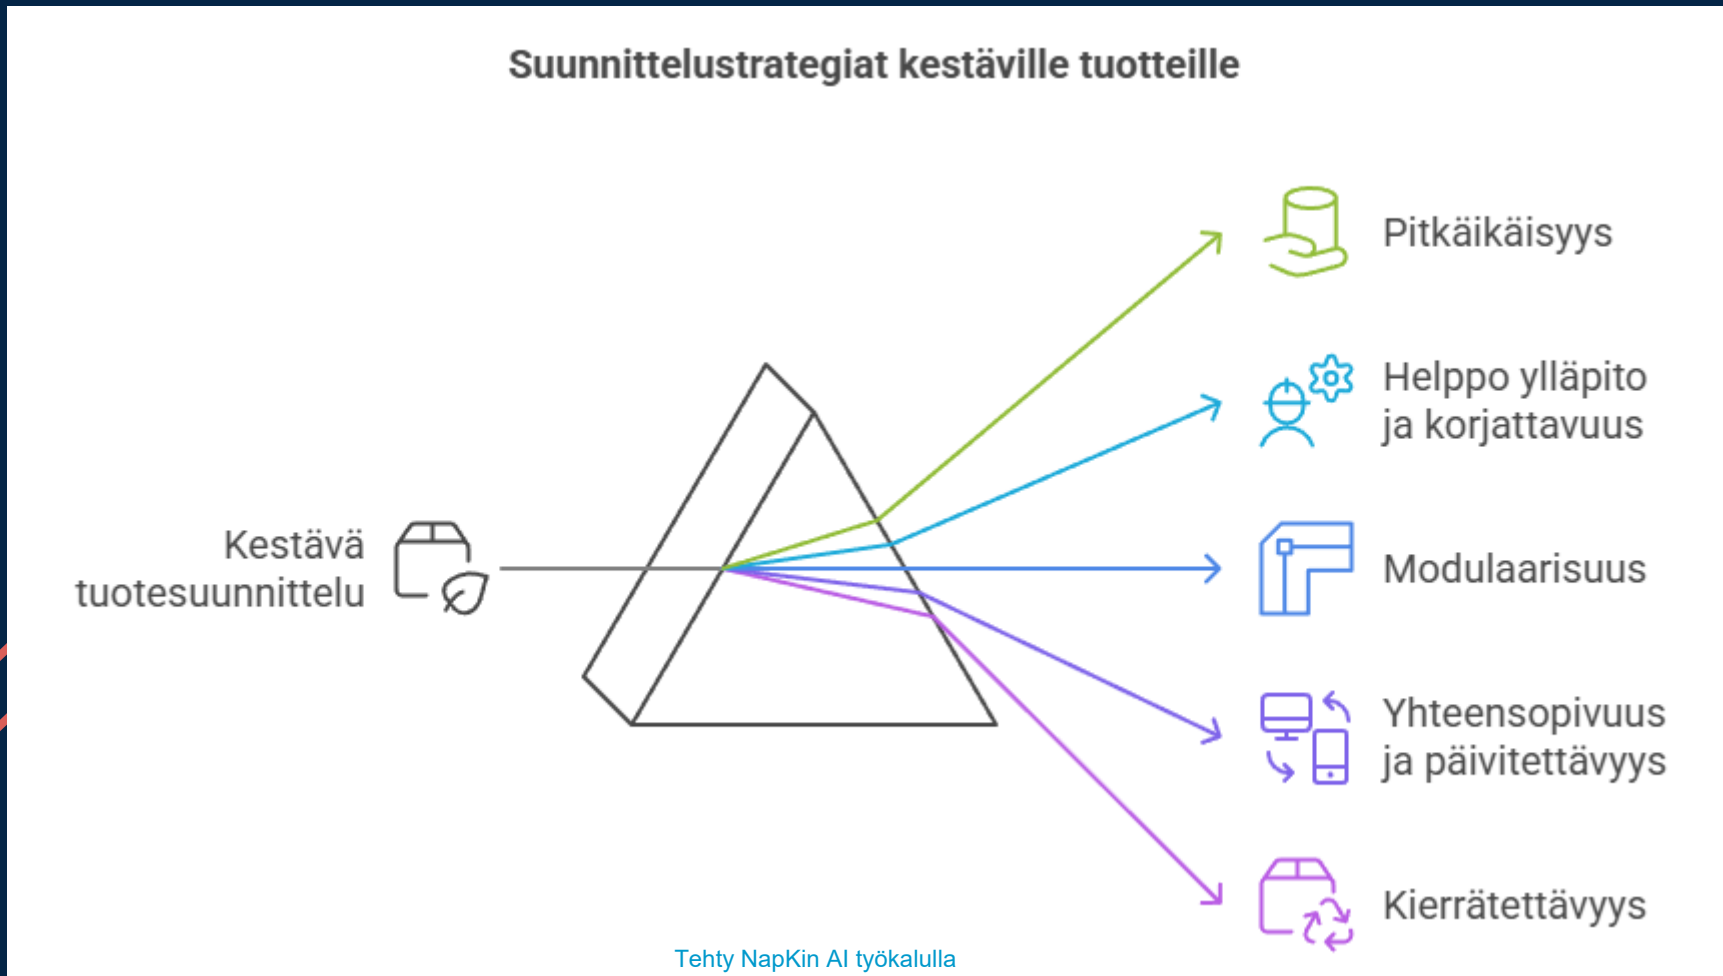 Suunnittelustrategiat kestäville tuotteille
Kestävä
tuotesuunnittelu
Pitkäikäisyys
Helppo ylläpito
ja korjattavuus
Modulaarisuus
Yhteensopivuus
ja päivitettävyys
Kierrätettävyys
Tehty NapKin AI työkalulla